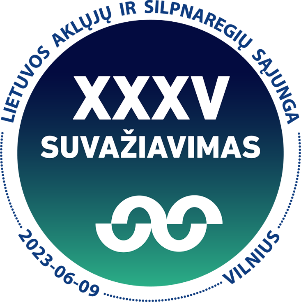 LIETUVOS AKLŲJŲ IR SILPNAREGIŲ SĄJUNGA
XXXV
SUVAŽIAVIMAS
2023-06-09
VILNIUS